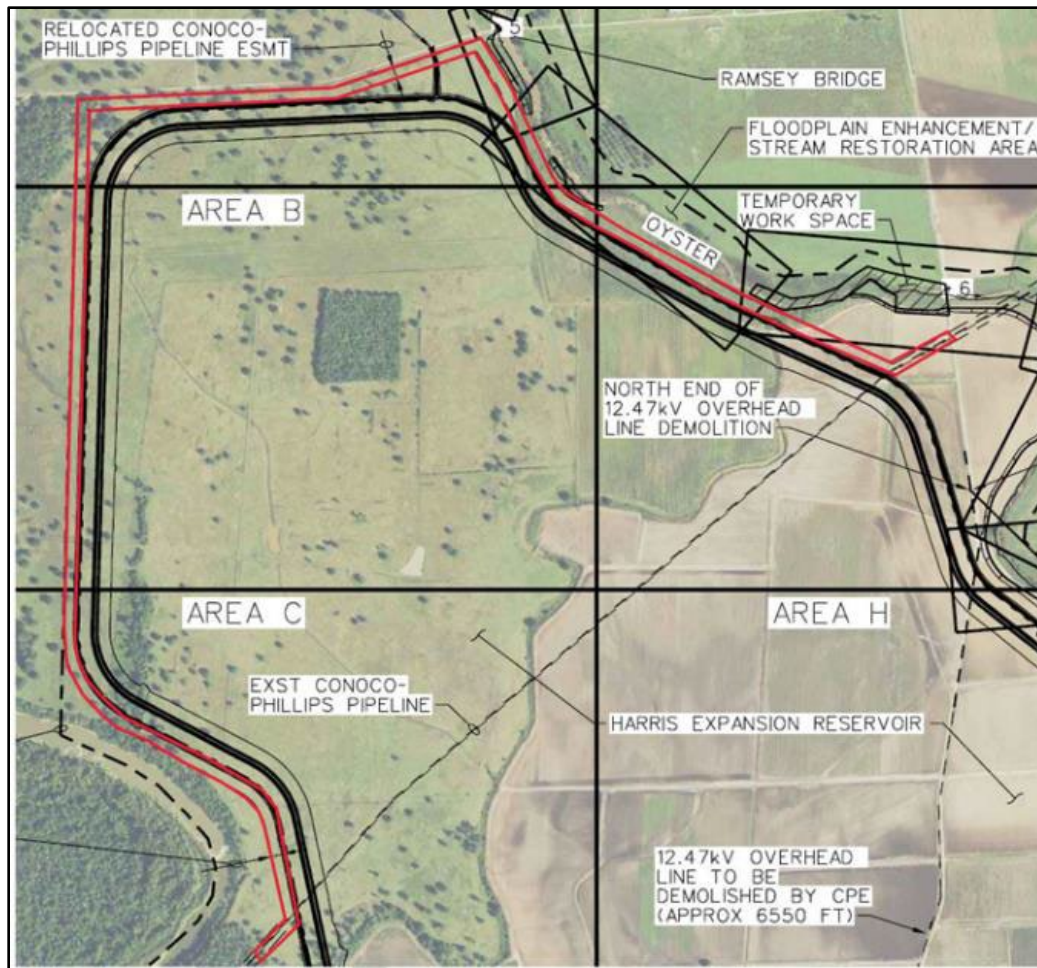 RELOCATED CONOCO-
PHILLIPS PIPELINE ESMT
5
RAMSEY BRIDGE
FLOODPLAIN ENHANCEMENT/
STREAM RESTORATION AREA
AREA B
TEMPORARY
WORK SPACE
OYSTER
6
NORTH END OF
12.47kV OVERHEAD
LINE DEMOLITION
AREA C
AREA H
EXST CONOCO-
PHILLIPS PIPELINE
HARRIS EXPANSION RESERVOIR
12.47kV OVERHEAD
LINE TO BE
DEMOLISHED BY CPE
(APPROX 6550 FT)